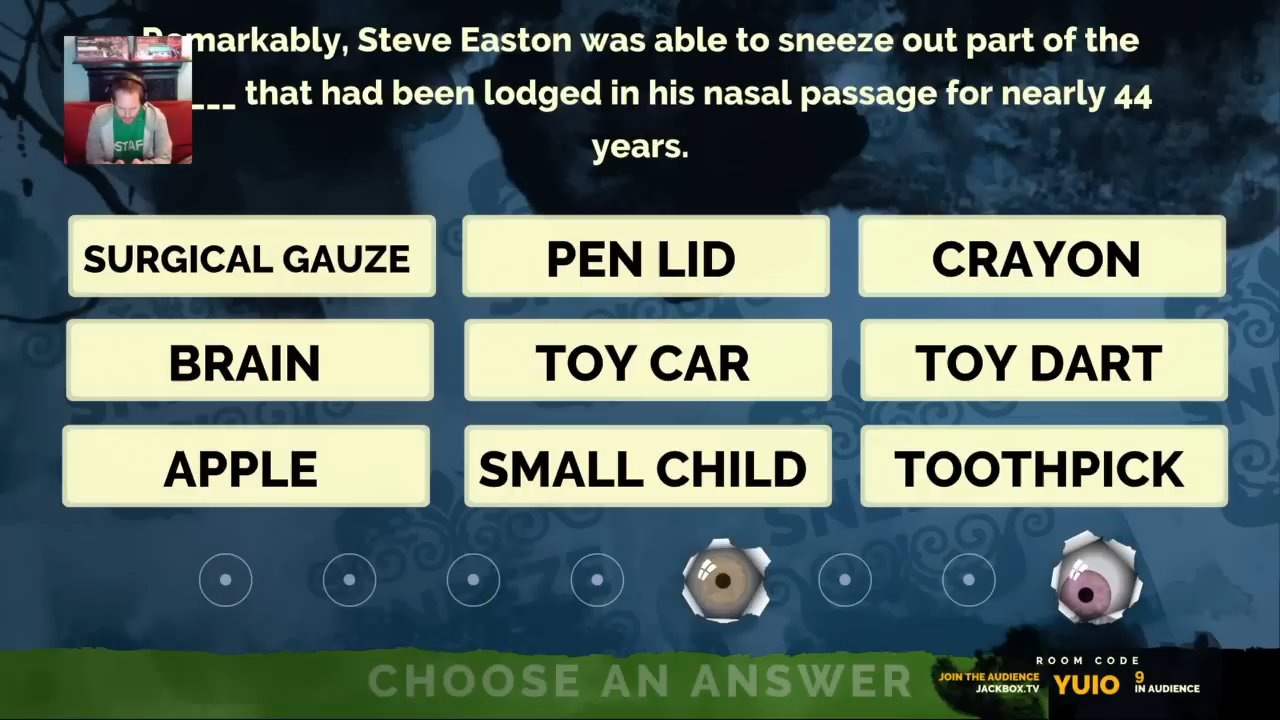 Remarkably, Steve Easton was able to sneeze out part of the
___ that had been lodged in his nasal passage for nearly 44
years.
SURGICAL GAUZE
PEN LID
CRAYON
BRAIN
TOY CAR
TOY DART
APPLE
SMALL CHILD
TOOTHPICK
STAFF
CHOOSE AN ANSWER
ROOM CODE
JOIN THE AUDIENCE
JACKBOX.TV
YUIO
9
IN AUDIENCE